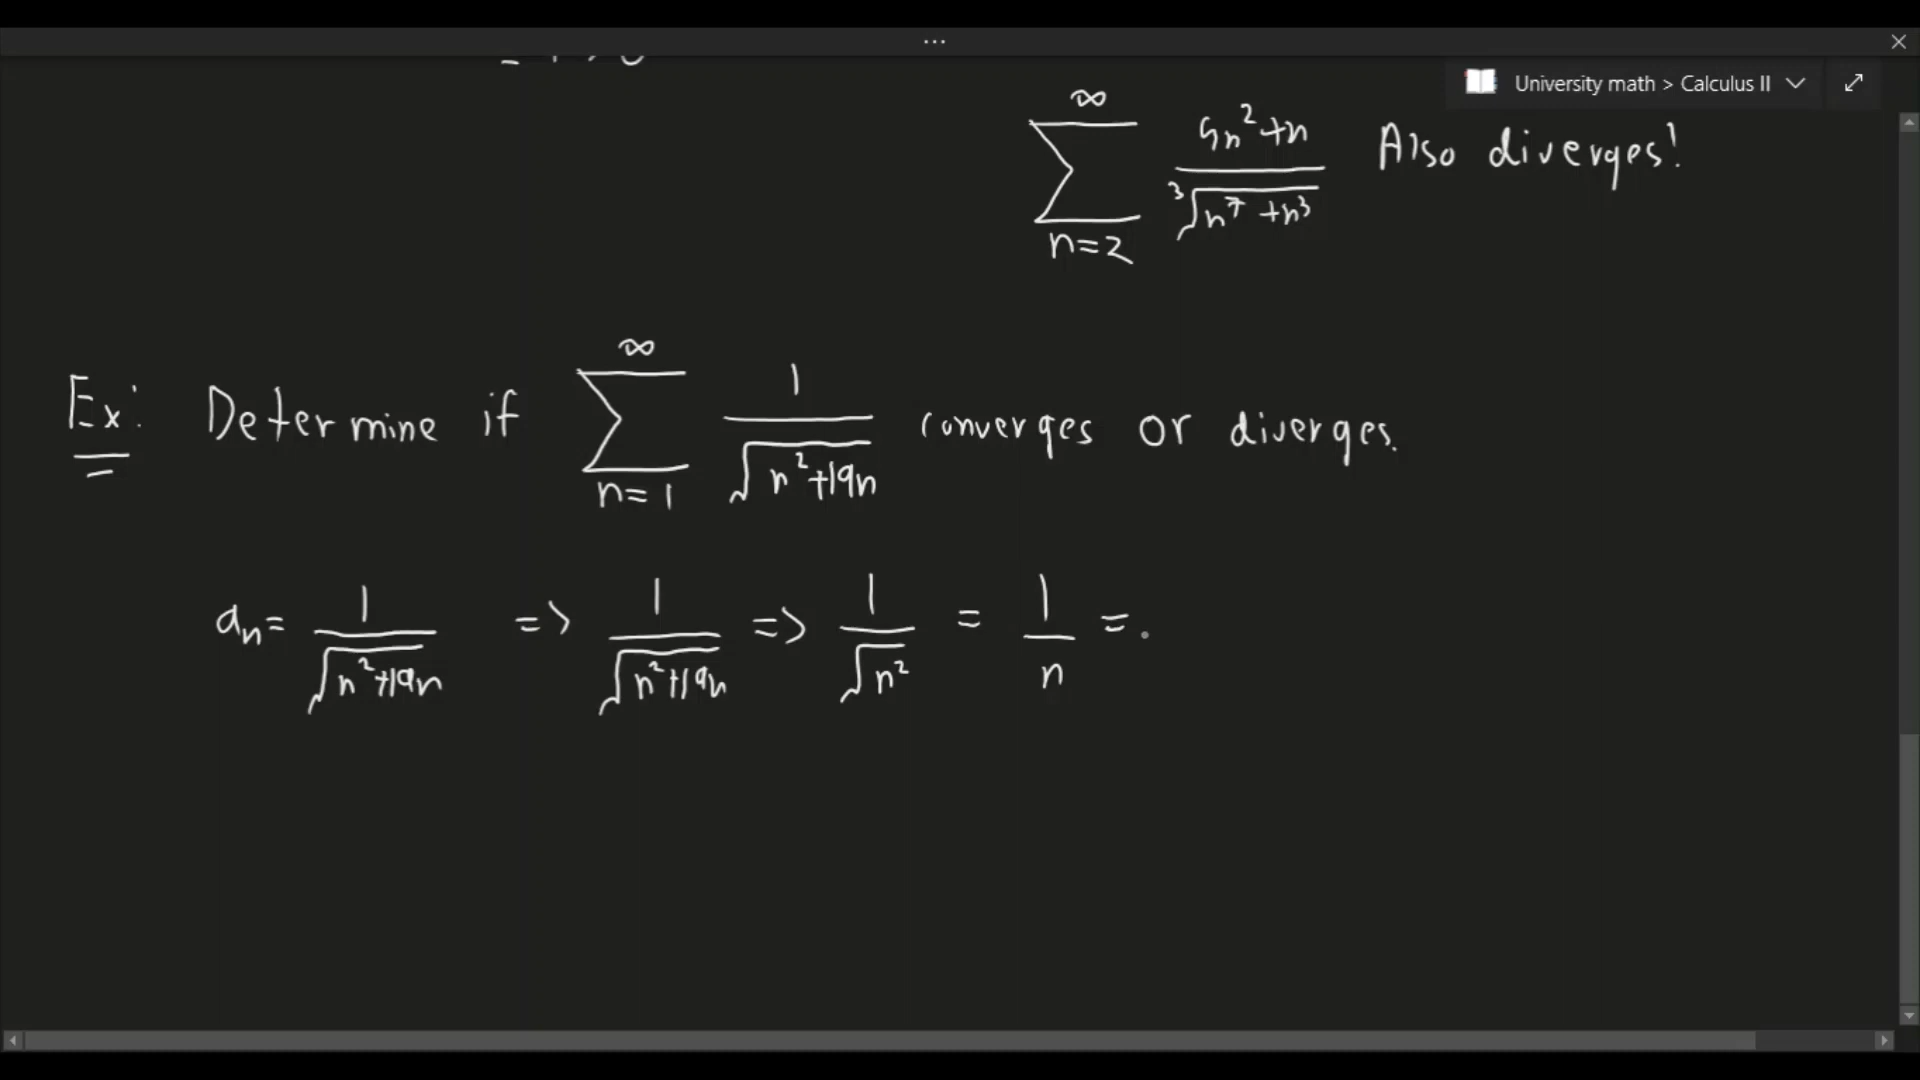 ...
University math > Calculus II
∞ Σ n=2 5n²+n / ∛(n⁷+n³) Also diverges!
Ex: Determine if ∞ Σ n=1 1/√(n²+19n) converges or diverges.
aₙ= 1/√(n²+19n) => 1/√(n²+19n) => 1/√n² = 1/n =